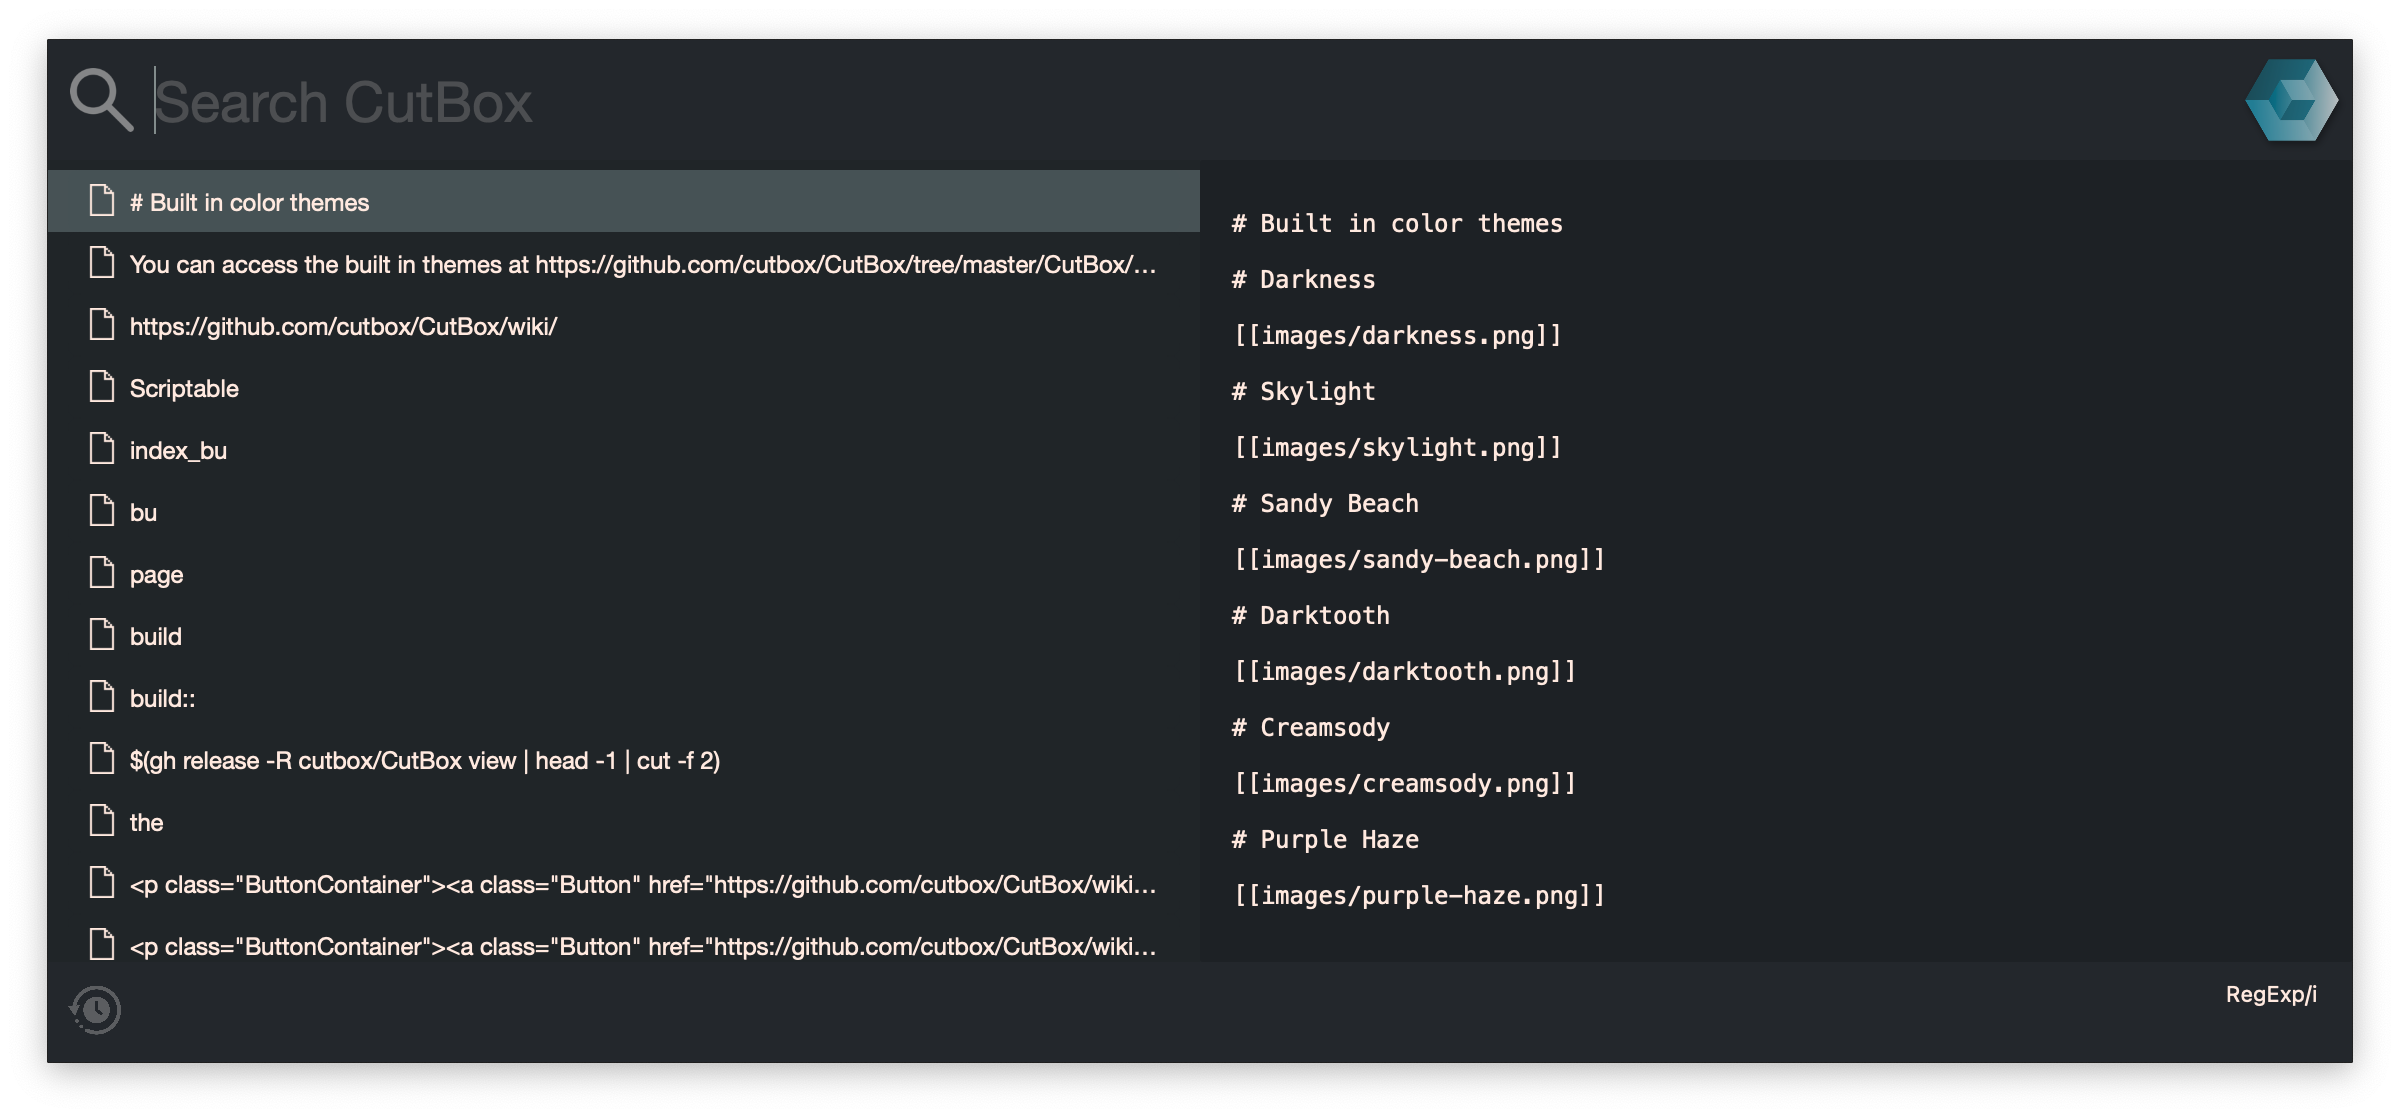 Search CutBox
# Built in color themes
You can access the built in themes at https://github.com/cutbox/CutBox/tree/master/CutBox/…
https://github.com/cutbox/CutBox/wiki/
Scriptable
index_bu
bu
page
build
build::
$(gh release -R cutbox/CutBox view | head -1 | cut -f 2)
the
<p class="ButtonContainer"><a class="Button" href="https://github.com/cutbox/CutBox/wiki…
<p class="ButtonContainer"><a class="Button" href="https://github.com/cutbox/CutBox/wiki…
# Built in color themes
# Darkness
[[images/darkness.png]]
# Skylight
[[images/skylight.png]]
# Sandy Beach
[[images/sandy-beach.png]]
# Darktooth
[[images/darktooth.png]]
# Creamsody
[[images/creamsody.png]]
# Purple Haze
[[images/purple-haze.png]]
RegExp/i